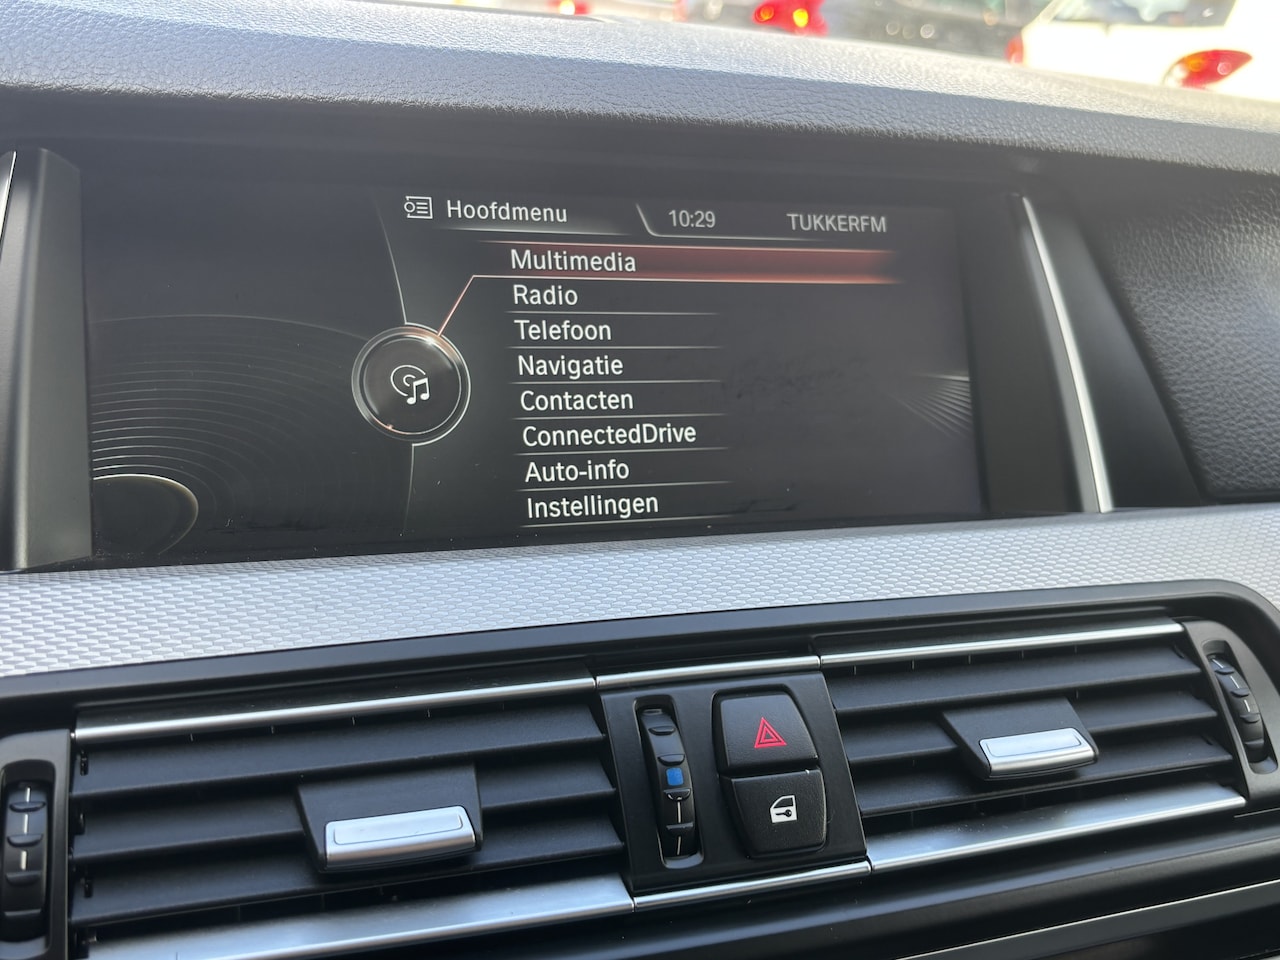 Hoofdmenu 10:29 TUKKERFM
Multimedia
Radio
Telefoon
Navigatie
Contacten
ConnectedDrive
Auto-info
Instellingen